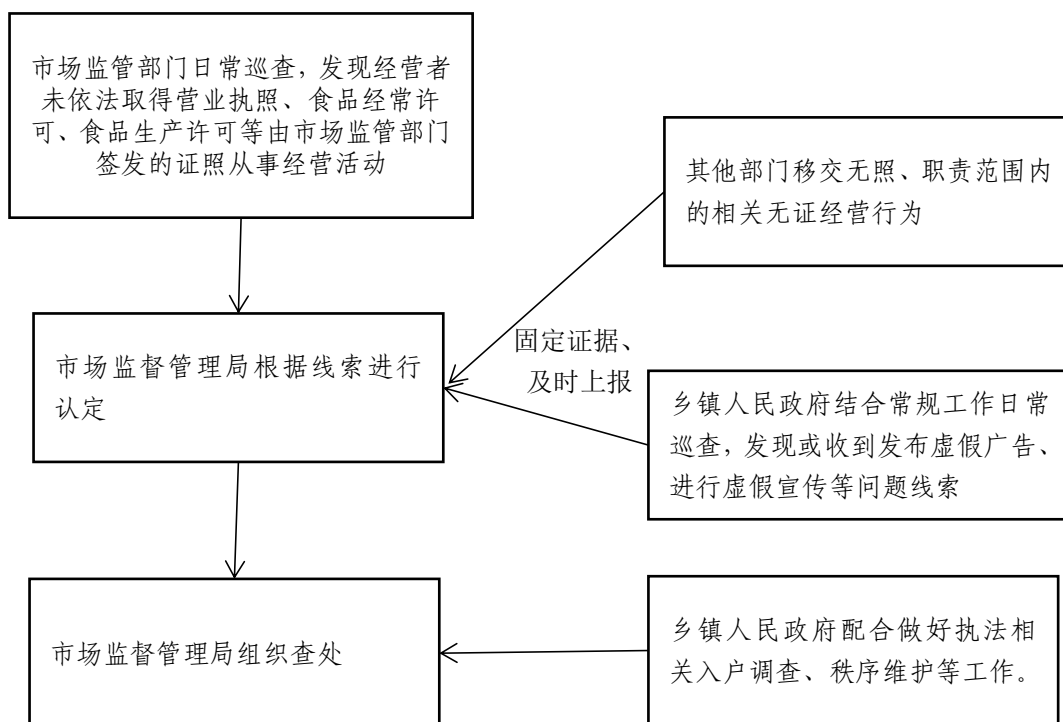 市场监管部门日常巡查，发现经营者
未依法取得营业执照、食品经常许
可、食品生产许可等由市场监管部门
签发的证照从事经营活动
其他部门移交无照、职责范围内
的相关无证经营行为
市场监督管理局根据线索进行
认定
固定证据、
及时上报
乡镇人民政府结合常规工作日常
巡查，发现或收到发布虚假广告、
进行虚假宣传等问题线索
市场监督管理局组织查处
乡镇人民政府配合做好执法相
关入户调查、秩序维护等工作。